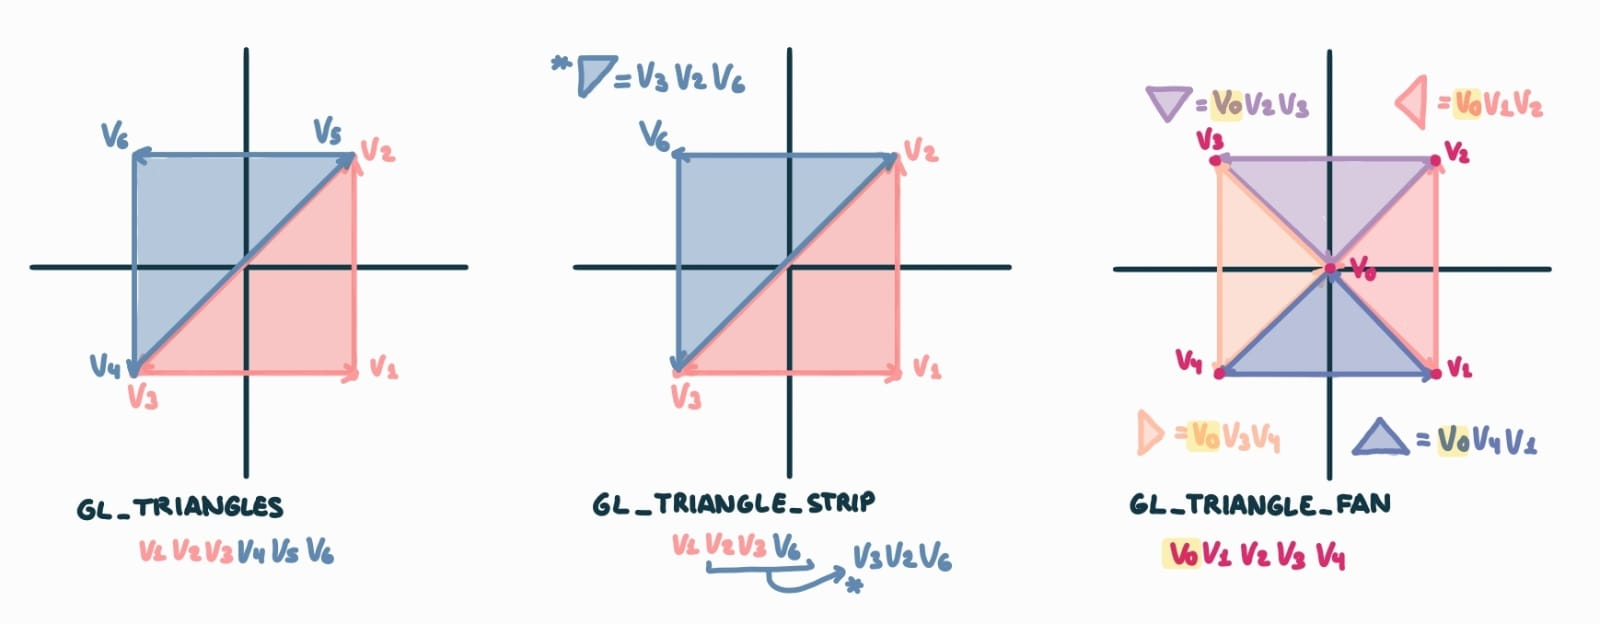 V6 V5 V2
V4 V3 V1
GL_TRIANGLES
V1 V2 V3 V4 V5 V6
* = V3 V2 V6
V6 V2
V3 V1
GL_TRIANGLE_STRIP
V1 V2 V3 V6
V3 V2 V6
*
= V0 V2 V3
= V0 V1 V2
V3 V2
V0
V4 V1
= V0 V3 V4
= V0 V4 V1
GL_TRIANGLE_FAN
V0 V1 V2 V3 V4